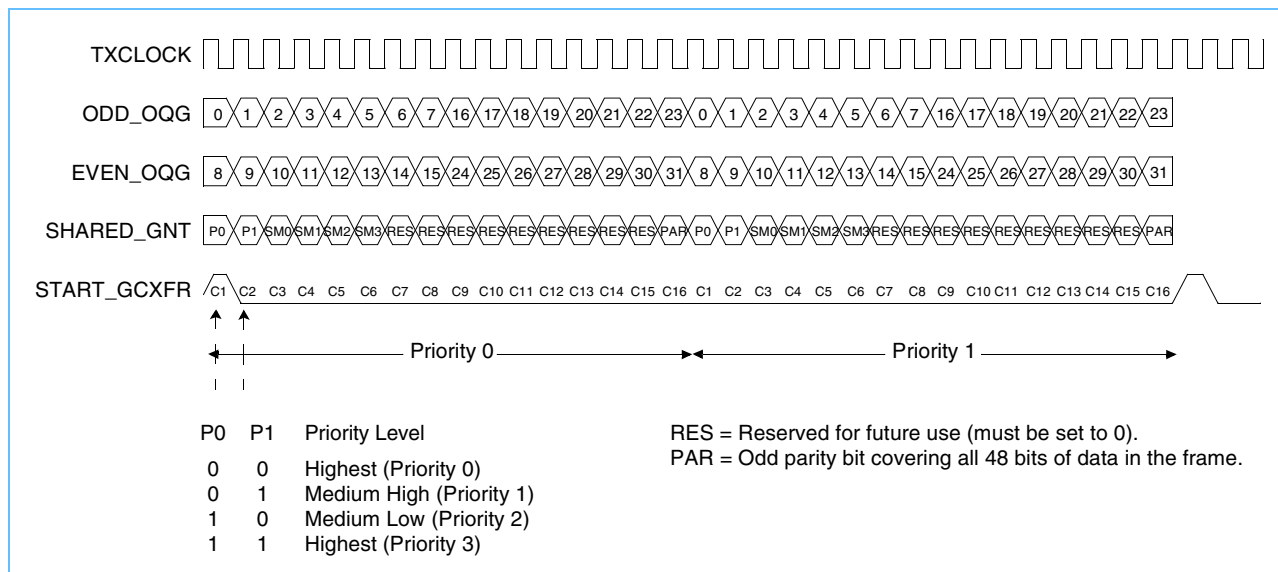 TXCLOCK
ODD_OQG 0 1 2 3 4 5 6 7 16 17 18 19 20 21 22 23 0 1 2 3 4 5 6 7 16 17 18 19 20 21 22 23
EVEN_OQG 8 9 10 11 12 13 14 15 24 25 26 27 28 29 30 31 8 9 10 11 12 13 14 15 24 25 26 27 28 29 30 31
SHARED_GNT P0 P1 SM0 SM1 SM2 SM3 RES RES RES RES RES RES RES RES RES PAR P0 P1 SM0 SM1 SM2 SM3 RES RES RES RES RES RES RES RES RES PAR
START_GCXFR C1 C2 C3 C4 C5 C6 C7 C8 C9 C10 C11 C12 C13 C14 C15 C16 C1 C2 C3 C4 C5 C6 C7 C8 C9 C10 C11 C12 C13 C14 C15 C16
Priority 0 Priority 1
P0 P1 Priority Level
0 0 Highest (Priority 0)
0 1 Medium High (Priority 1)
1 0 Medium Low (Priority 2)
1 1 Highest (Priority 3)
RES = Reserved for future use (must be set to 0).
PAR = Odd parity bit covering all 48 bits of data in the frame.